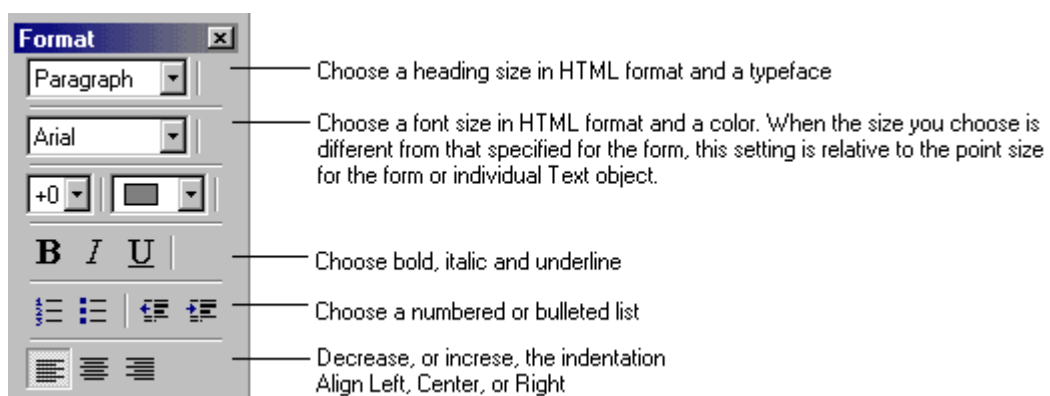 Format
Paragraph
Choose a heading size in HTML format and a typeface
Arial
Choose a font size in HTML format and a color. When the size you choose is
different from that specified for the form, this setting is relative to the point size
for the form or individual Text object.
+0
B I U
Choose bold, italic and underline
1 2 3
Choose a numbered or bulleted list
Decrease, or increse, the indentation
Align Left, Center, or Right